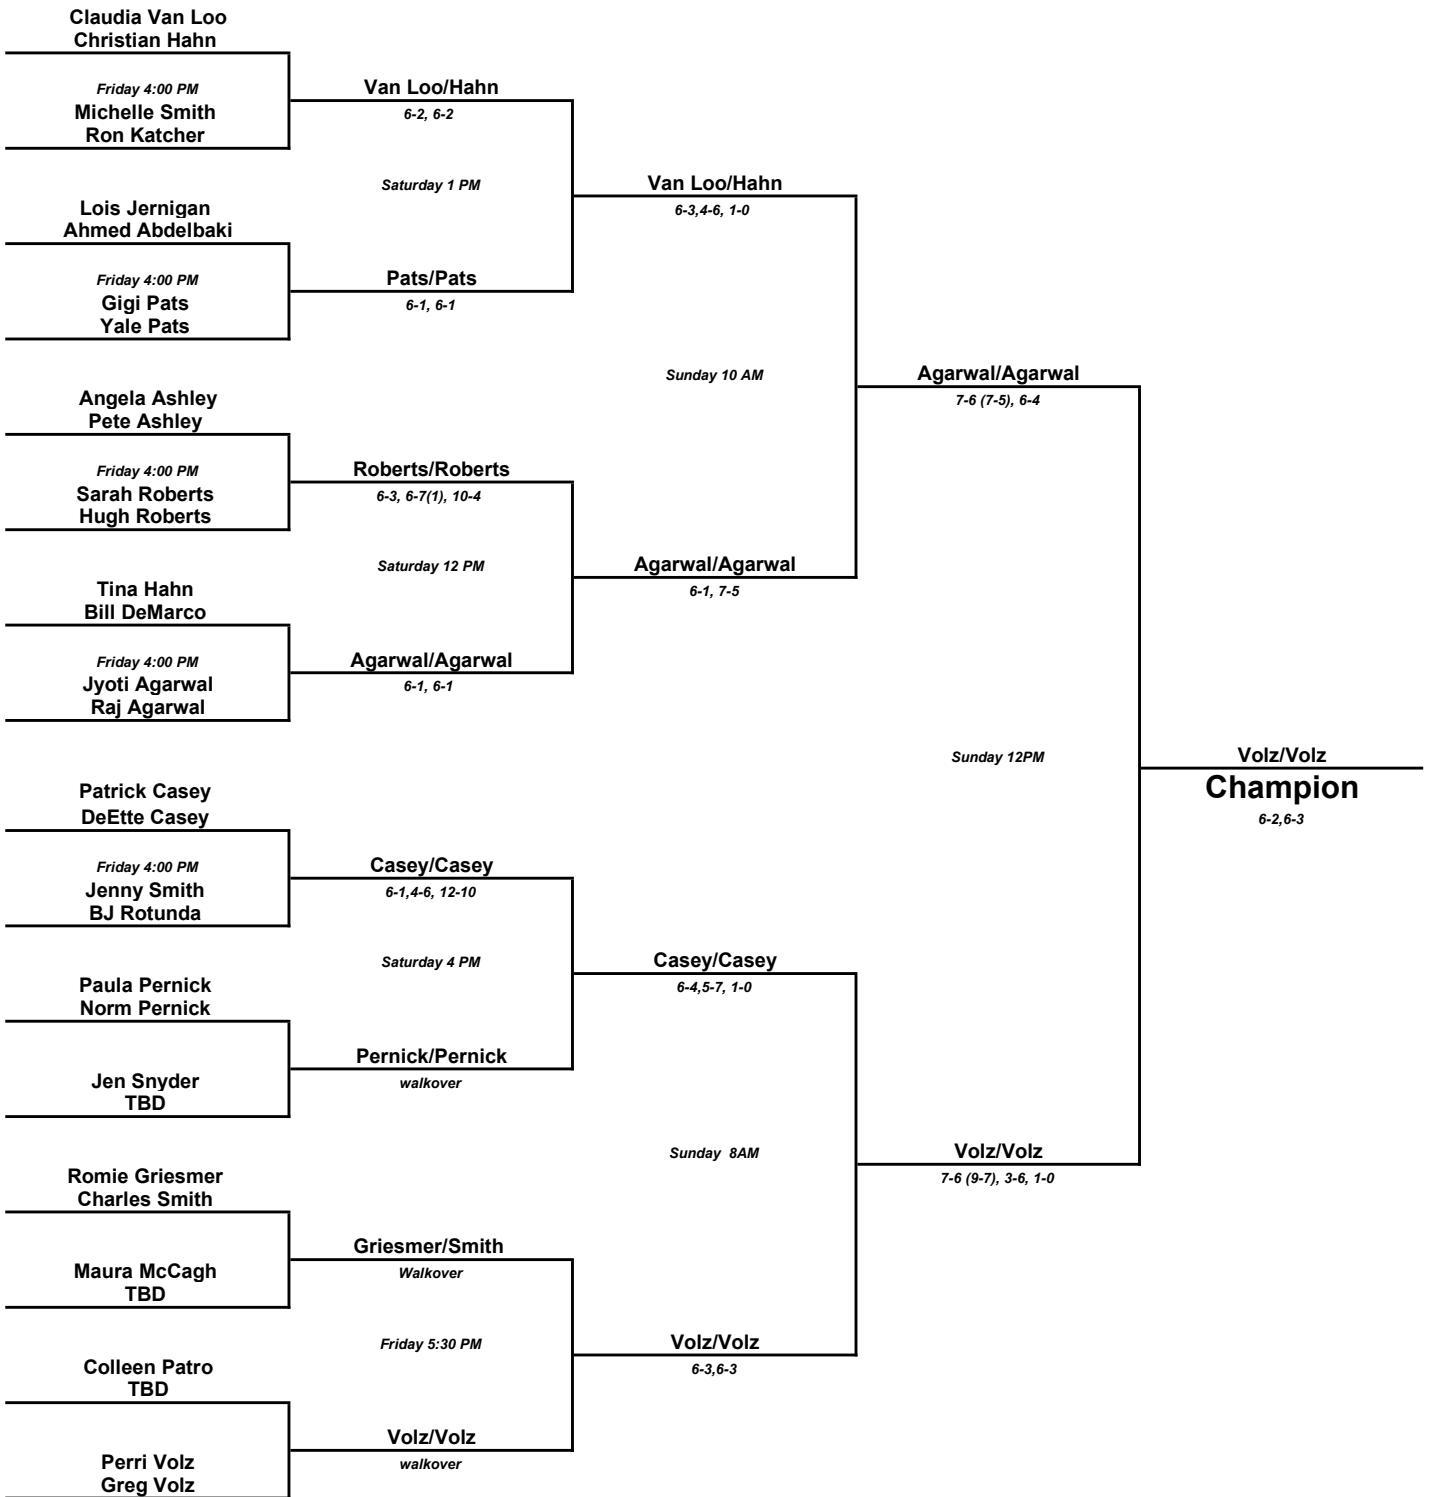 Claudia Van Loo
Christian Hahn
Friday 4:00 PM
Michelle Smith
Ron Katcher
Van Loo/Hahn
6-2, 6-2
Saturday 1 PM
Lois Jernigan
Ahmed Abdelbaki
Friday 4:00 PM
Gigi Pats
Yale Pats
Pats/Pats
6-1, 6-1
Van Loo/Hahn
6-3,4-6, 1-0
Sunday 10 AM
Angela Ashley
Pete Ashley
Friday 4:00 PM
Sarah Roberts
Hugh Roberts
Roberts/Roberts
6-3, 6-7(1), 10-4
Saturday 12 PM
Tina Hahn
Bill DeMarco
Friday 4:00 PM
Jyoti Agarwal
Raj Agarwal
Agarwal/Agarwal
6-1, 6-1
Agarwal/Agarwal
6-1, 7-5
Agarwal/Agarwal
7-6 (7-5), 6-4
Sunday 12PM
Volz/Volz
Champion
6-2,6-3
Patrick Casey
DeEtte Casey
Friday 4:00 PM
Jenny Smith
BJ Rotunda
Casey/Casey
6-1,4-6, 12-10
Saturday 4 PM
Paula Pernick
Norm Pernick
Jen Snyder
TBD
Pernick/Pernick
walkover
Casey/Casey
6-4,5-7, 1-0
Sunday 8AM
Romie Griesmer
Charles Smith
Maura McCagh
TBD
Griesmer/Smith
Walkover
Friday 5:30 PM
Colleen Patro
TBD
Perri Volz
Greg Volz
Volz/Volz
walkover
Volz/Volz
6-3,6-3
Volz/Volz
7-6 (9-7), 3-6, 1-0